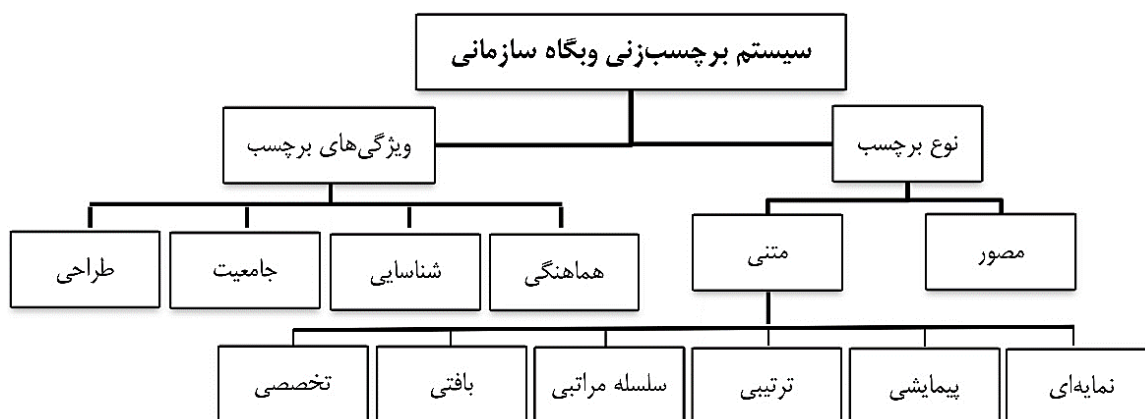 سیستم برچسب‌زنی وبگاه سازمانی
نوع برچسب
ویژگی‌های برچسب
مصور
متنی
هماهنگی
شناسایی
جامعیت
طراحی
نمایه‌ای
پیمایشی
ترتیبی
سلسله مراتبی
بافتی
تخصصی